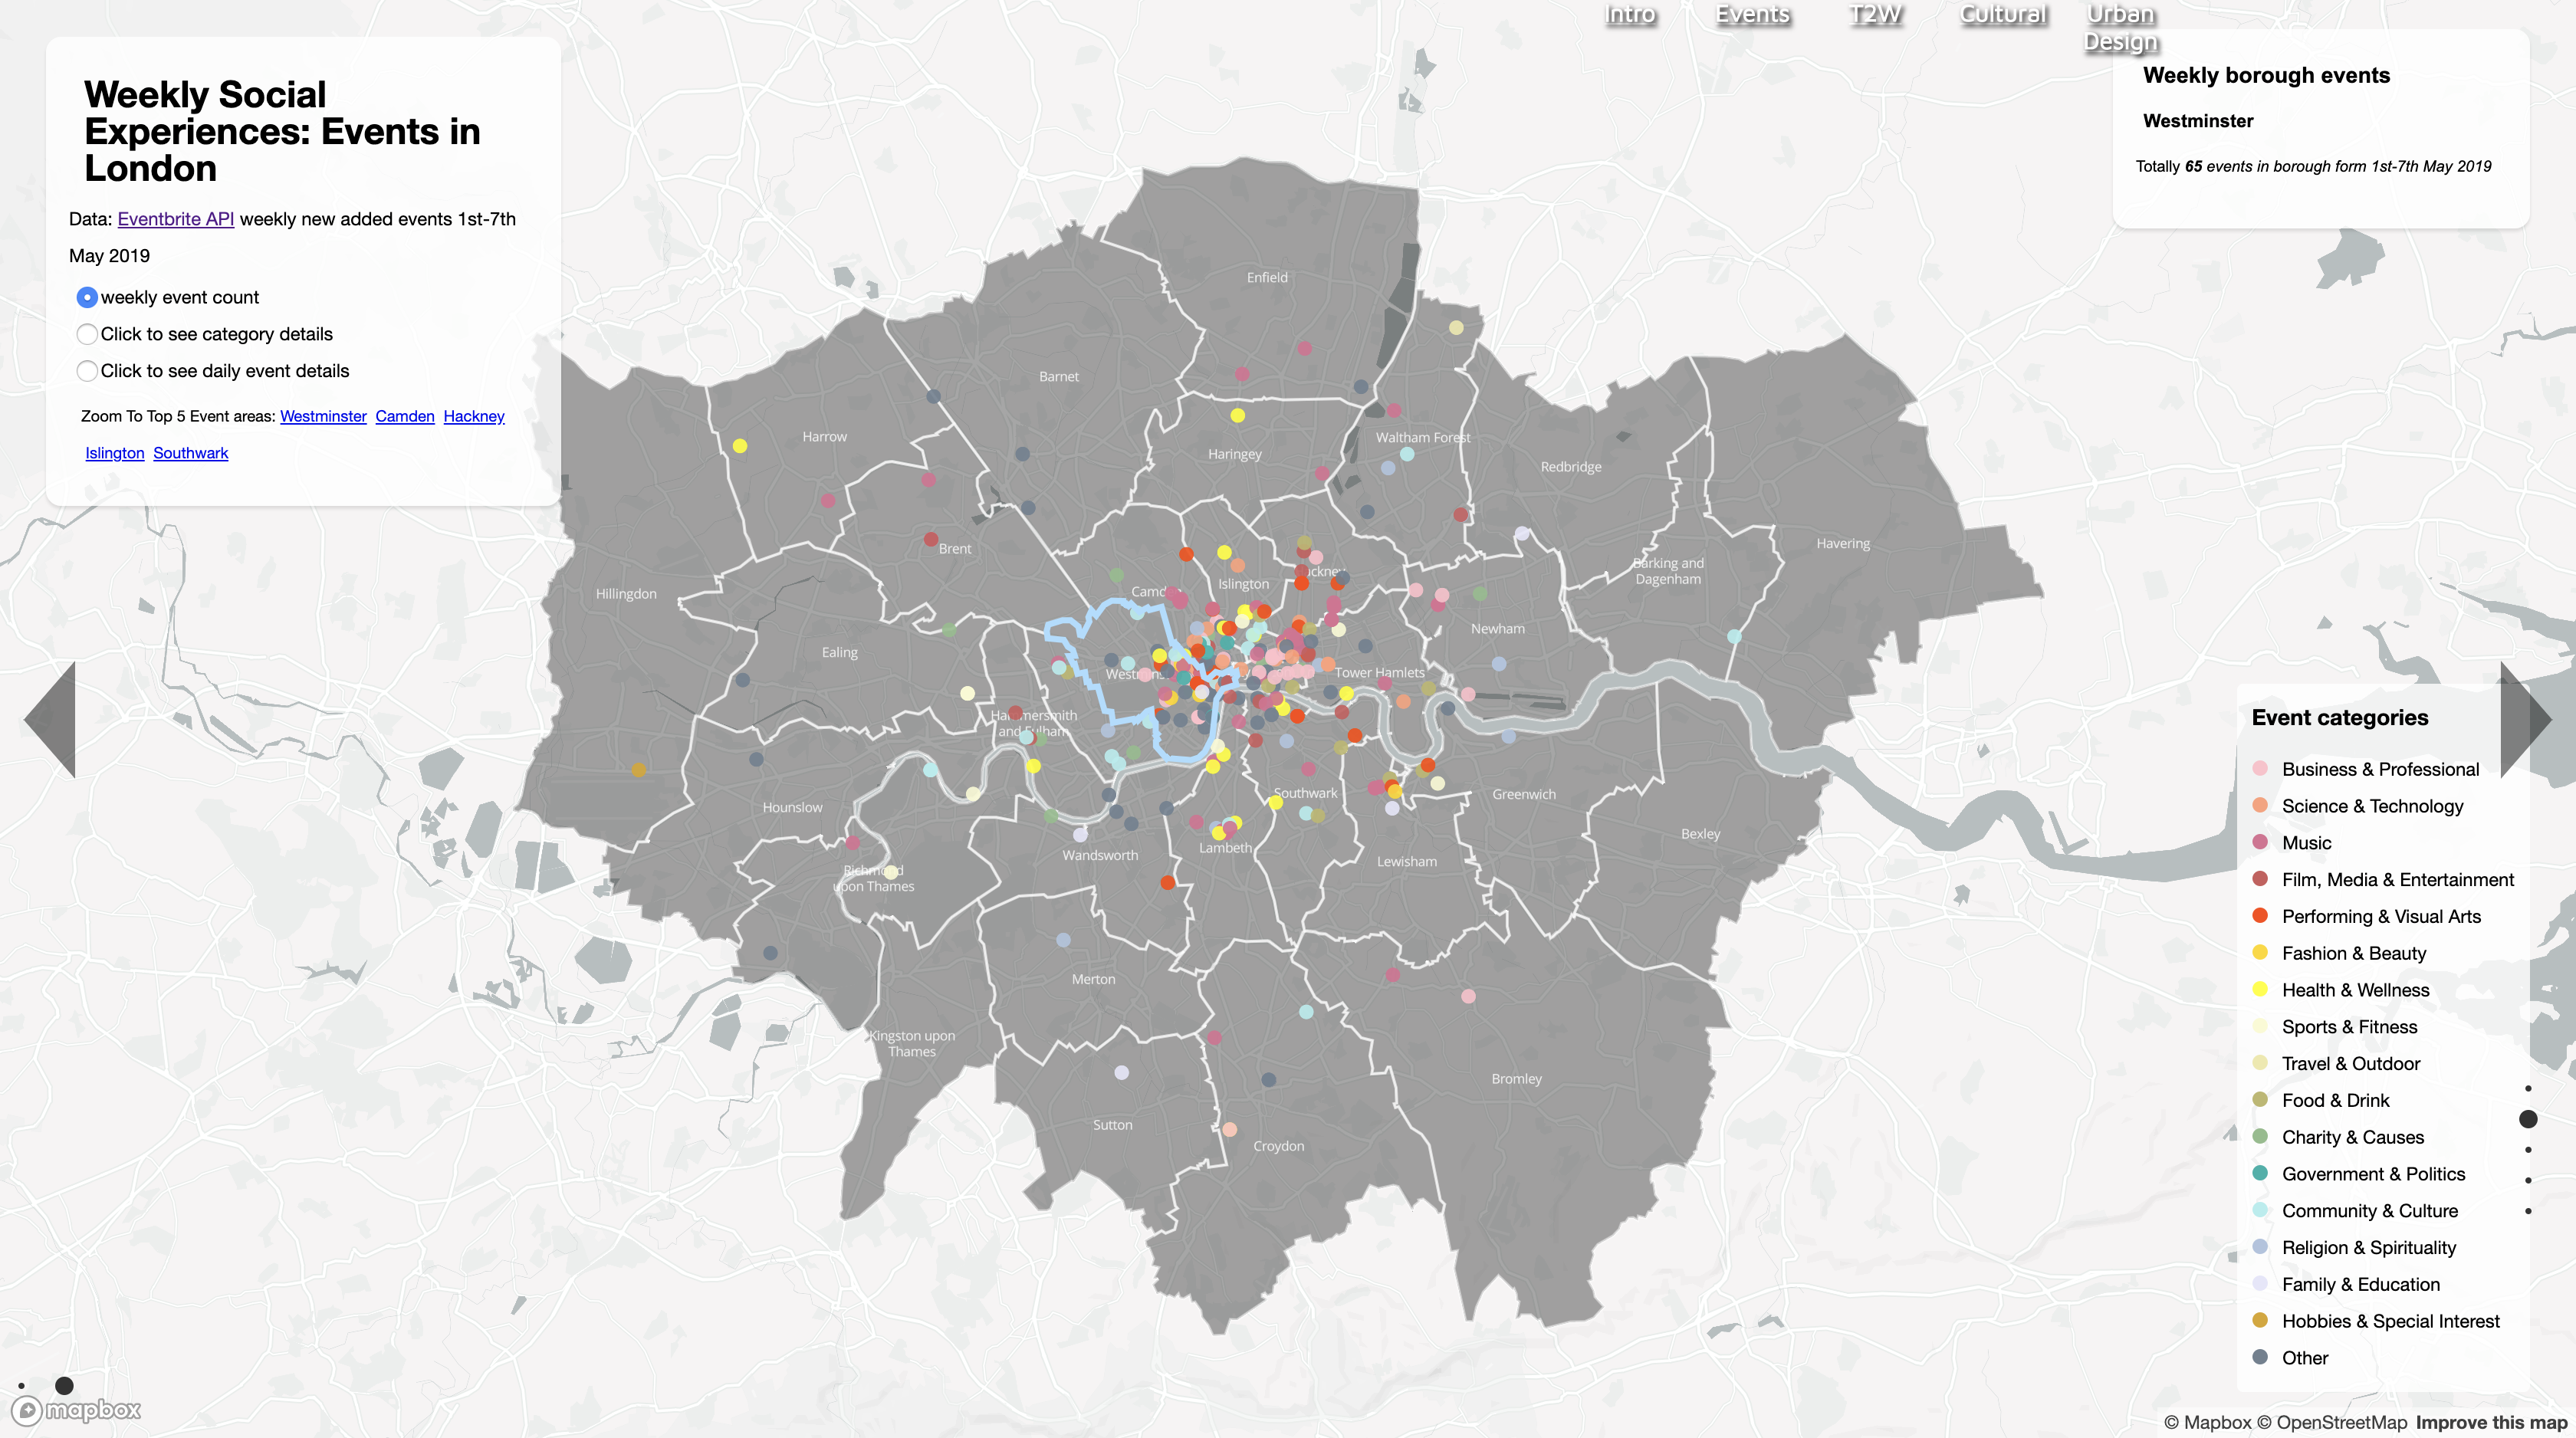 Intro Events T2W Cultural Urban
Design
Weekly Social
Experiences: Events in
London
Data: Eventbrite API weekly new added events 1st-7th
May 2019
weekly event count
Click to see category details
Click to see daily event details
Zoom To Top 5 Event areas: Westminster Camden Hackney
Islington Southwark
Weekly borough events
Westminster
Totally 65 events in borough form 1st-7th May 2019
Enfield
Barnet
Harrow
Haringey
Waltham Forest
Redbridge
Brent
Havering
Barking and
Dagenham
Hillingdon
Islington
Newham
Ealing
Tower Hamlets
Hammersmith
and Fulham
Hounslow
Southwark
Greenwich
Bexley
Wandsworth
Lambeth
Lewisham
Richmond
upon Thames
Merton
Kingston upon
Thames
Bromley
Sutton
Croydon
Event categories
Business & Professional
Science & Technology
Music
Film, Media & Entertainment
Performing & Visual Arts
Fashion & Beauty
Health & Wellness
Sports & Fitness
Travel & Outdoor
Food & Drink
Charity & Causes
Government & Politics
Community & Culture
Religion & Spirituality
Family & Education
Hobbies & Special Interest
Other
mapbox
© Mapbox © OpenStreetMap Improve this map